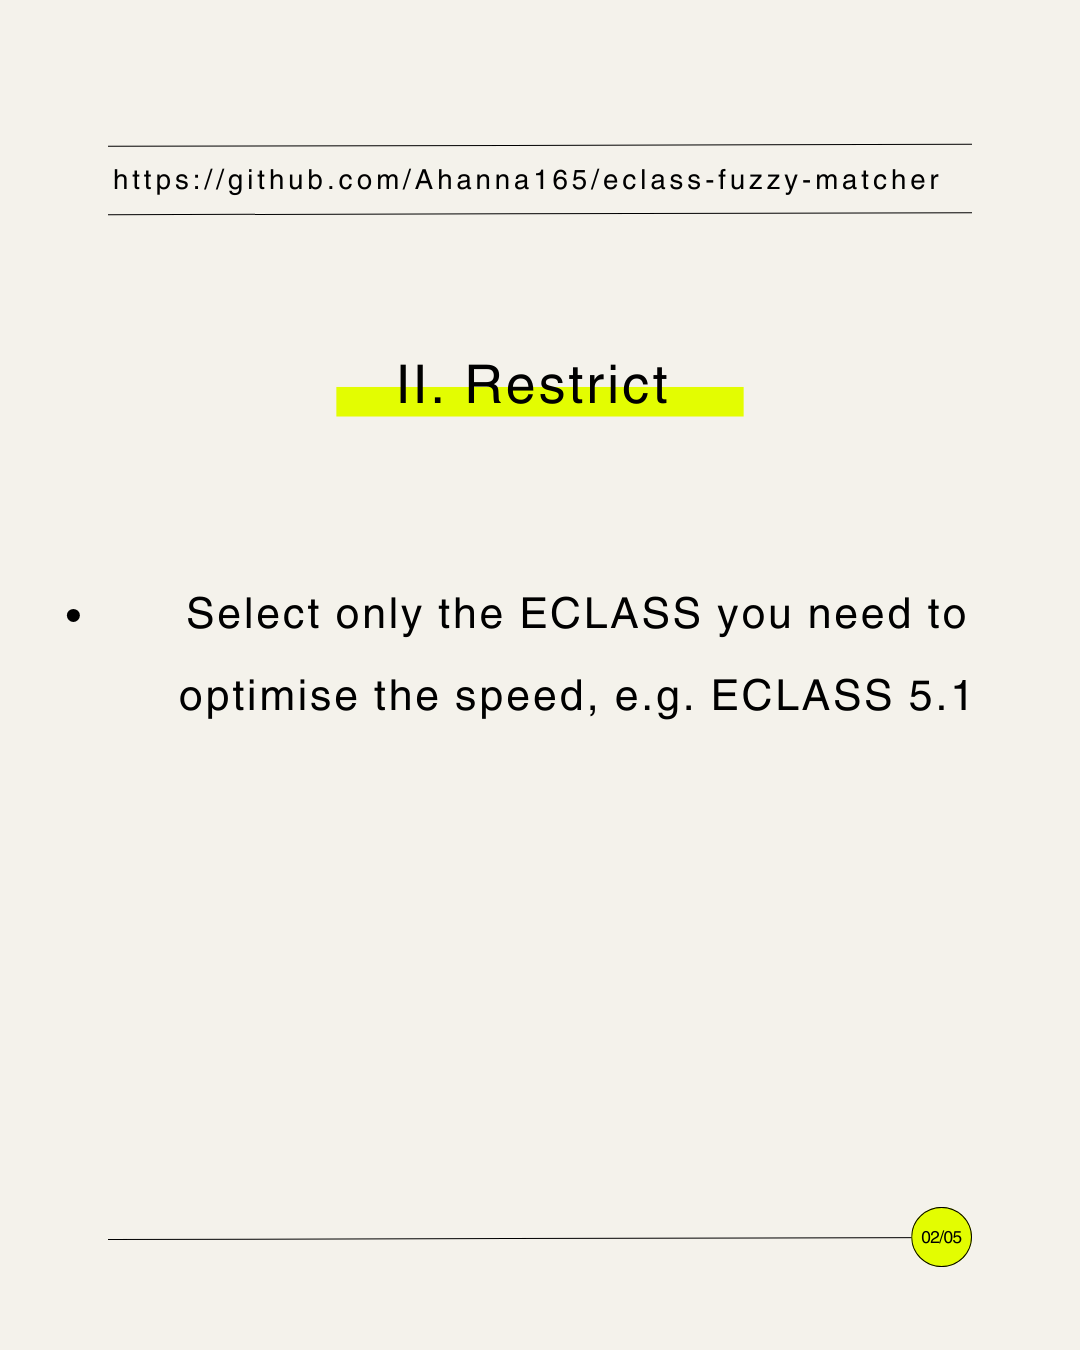 https://github.com/Ahanna165/eclass-fuzzy-matcher
II. Restrict
• Select only the ECLASS you need to
optimise the speed, e.g. ECLASS 5.1
02/05